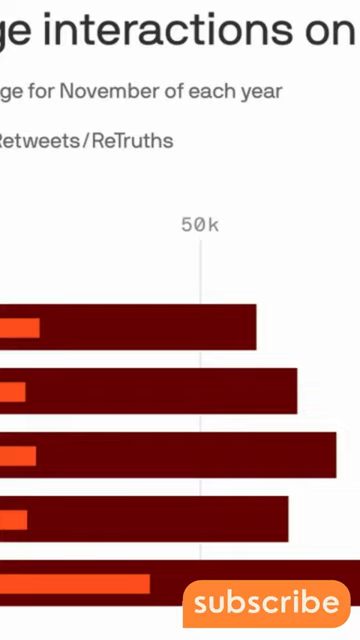 ge interactions on
ge for November of each year
Retweets/ReTruths
50k
subscribe